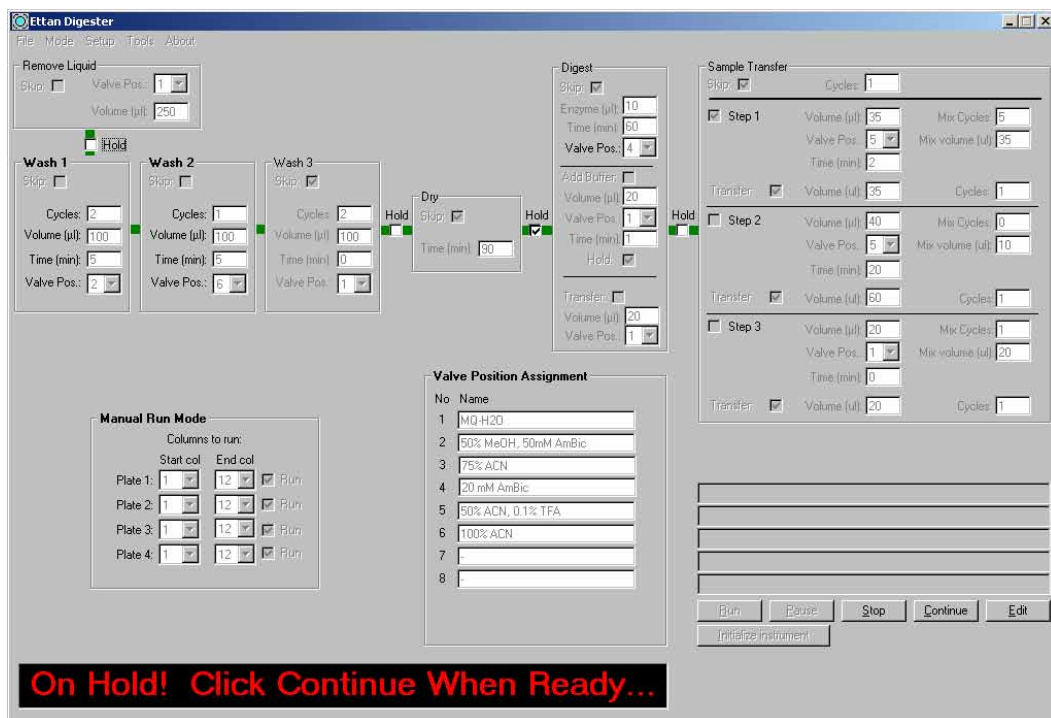 Ettan Digester
File Mode Setup Tools About
Remove Liquid
Skip:
Valve Pos.: 1
Volume (µl): 250
Hold
Wash 1
Skip:
Cycles: 2
Volume (µl): 100
Time (min): 5
Valve Pos.: 2
Wash 2
Skip:
Cycles: 1
Volume (µl): 100
Time (min): 5
Valve Pos.: 6
Wash 3
Skip:
Cycles: 2
Volume (µl): 100
Time (min): 0
Valve Pos.: 1
Hold
Dry
Skip:
Time (min): 90
Hold
Digest
Skip:
Enzyme (µl): 10
Time (min): 60
Valve Pos.: 4
Add Buffer:
Volume (µl): 20
Valve Pos.: 1
Time (min): 1
Hold:
Transfer:
Volume (µl): 20
Valve Pos.: 1
Hold
Sample Transfer
Skip: Cycles: 1
Step 1 Volume (µl): 35 Mix Cycles: 5
Valve Pos.: 5 Mix volume (ul): 35
Time (min): 2
Transfer: Volume (ul): 35 Cycles: 1
Step 2 Volume (µl): 40 Mix Cycles: 0
Valve Pos.: 5 Mix volume (ul): 10
Time (min): 20
Transfer: Volume (ul): 60 Cycles: 1
Step 3 Volume (µl): 20 Mix Cycles: 1
Valve Pos.: 1 Mix volume (ul): 20
Time (min): 0
Transfer: Volume (ul): 20 Cycles: 1
Manual Run Mode
Columns to run:
Start col End col
Plate 1: 1 12 Run
Plate 2: 1 12 Run
Plate 3: 1 12 Run
Plate 4: 1 12 Run
Valve Position Assignment
No Name
1 MQ-H2O
2 50% MeOH, 50mM AmBic
3 75% ACN
4 20 mM AmBic
5 50% ACN, 0.1% TFA
6 100% ACN
7 -
8 -
Run Pause Stop Continue Edit
Initialize instrument
On Hold! Click Continue When Ready...